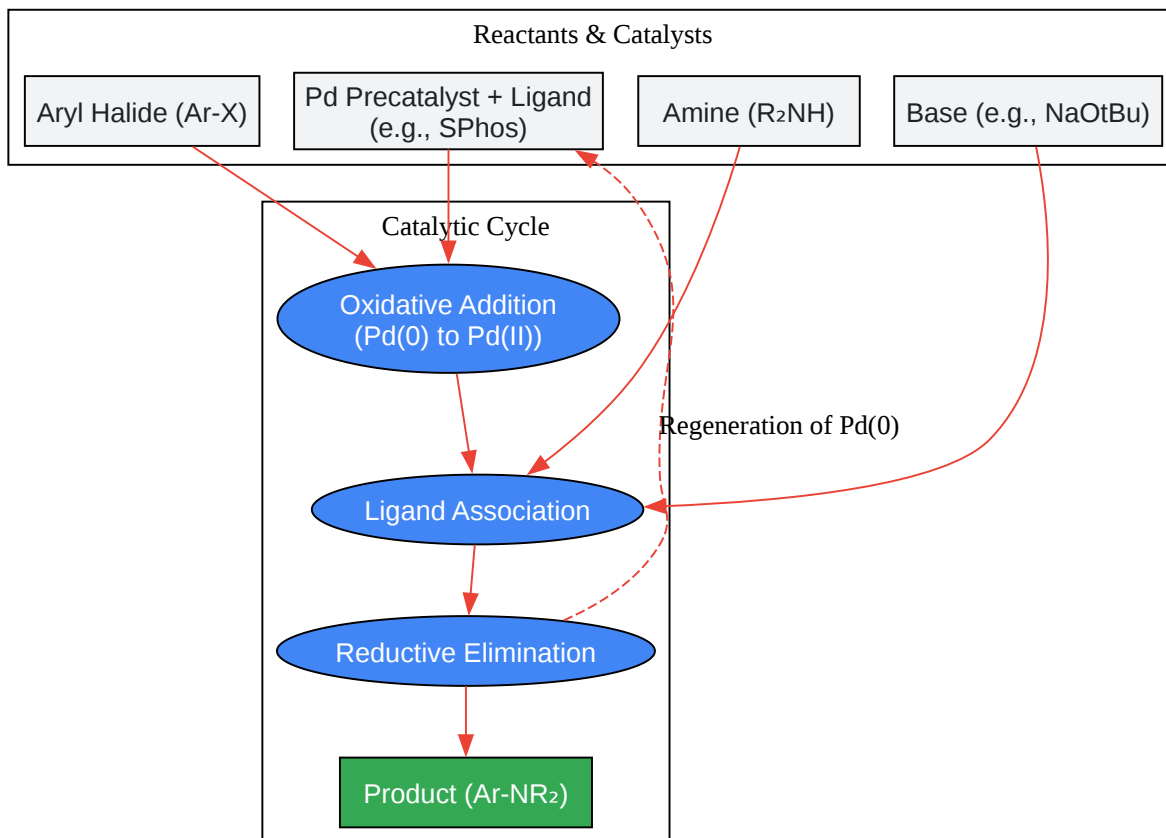 Reactants & Catalysts
Aryl Halide (Ar-X)
Pd Precatalyst + Ligand
(e.g., SPhos)
Amine (R₂NH)
Base (e.g., NaOtBu)
Catalytic Cycle
Oxidative Addition
(Pd(0) to Pd(II))
Regeneration of Pd(0)
Ligand Association
Reductive Elimination
Product (Ar-NR₂)